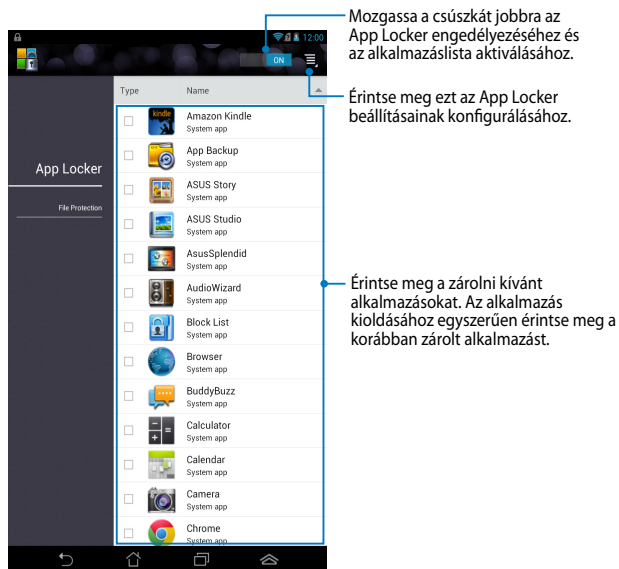 Mozgassa a csúszkát jobbra az
App Locker engedélyezéséhez és
az alkalmazáslista aktiválásához.
12:00
ON
Érintse meg ezt az App Locker
beállításainak konfigurálásához.
Type Name
App Locker
File Protection
kindle
Amazon Kindle
System app
App Backup
System app
ASUS Story
System app
ASUS Studio
System app
AsusSplendid
System app
AudioWizard
System app
Block List
System app
Browser
System app
BuddyBuzz
System app
Calculator
System app
Calendar
System app
Camera
System app
Chrome
System app
Érintse meg a zárolni kívánt
alkalmazásokat. Az alkalmazás
kioldásához egyszerűen érintse meg a
korábban zárolt alkalmazást.